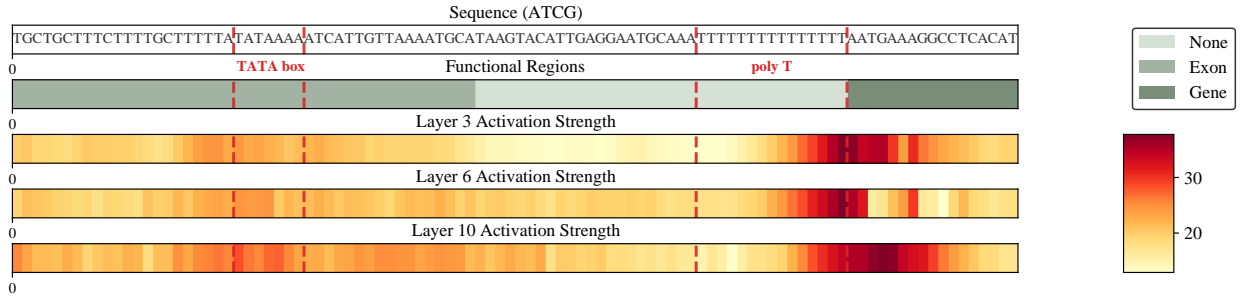 Sequence (ATCG)
TGCTGCTTTCTTTTGCTTTTTATATAAAAATCATTGTTAAAATGCATAAGTACATTGAGGAATGCAAATTTTTTTTTTTTTTTAATGAAAGGCCTCACAT
0
TATA box
Functional Regions
poly T
None
Exon
Gene
0
Layer 3 Activation Strength
0
Layer 6 Activation Strength
0
Layer 10 Activation Strength
0
30
20